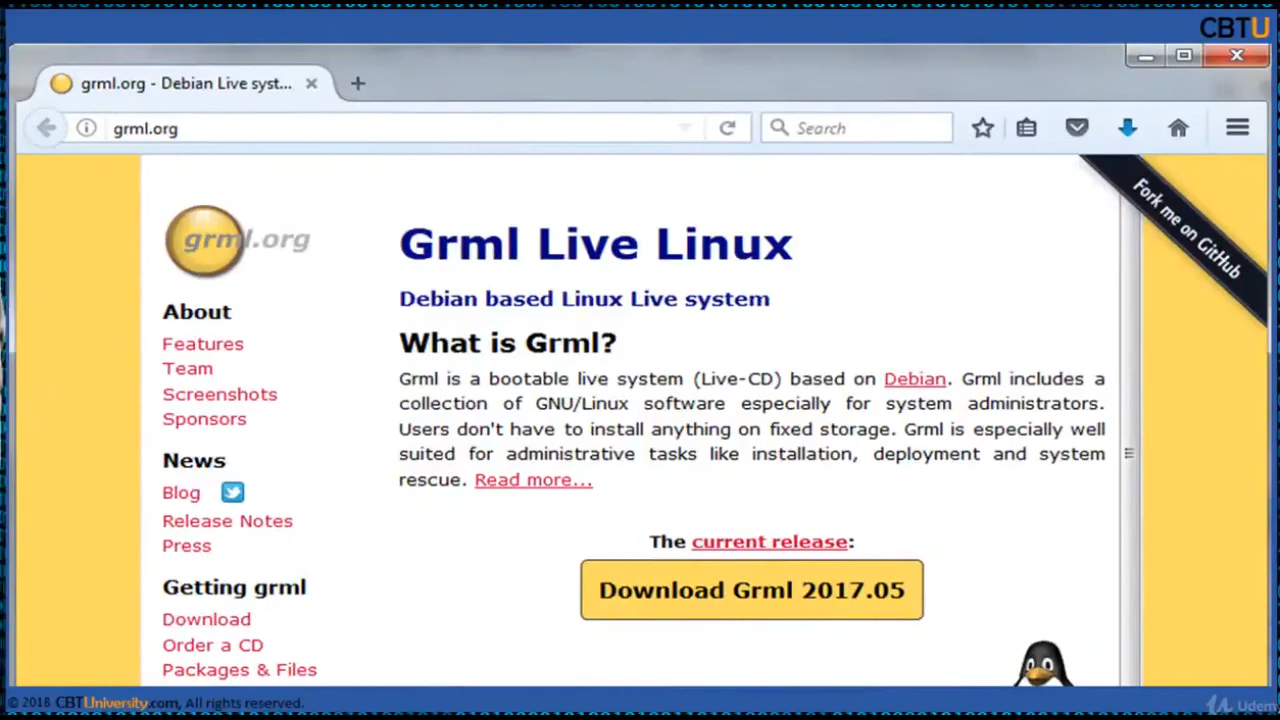 CBTU
grml.org - Debian Live syst...
grml.org
Search
Fork me on GitHub
grml.org
Grml Live Linux
Debian based Linux Live system
About
Features
Team
Screenshots
Sponsors
What is Grml?
Grml is a bootable live system (Live-CD) based on Debian. Grml includes a
collection of GNU/Linux software especially for system administrators.
Users don't have to install anything on fixed storage. Grml is especially well
suited for administrative tasks like installation, deployment and system
rescue. Read more...
News
Blog
Release Notes
Press
The current release:
Download Grml 2017.05
Getting grml
Download
Order a CD
Packages & Files
© 2018 CBTUniversity.com, All rights reserved.
Udemy